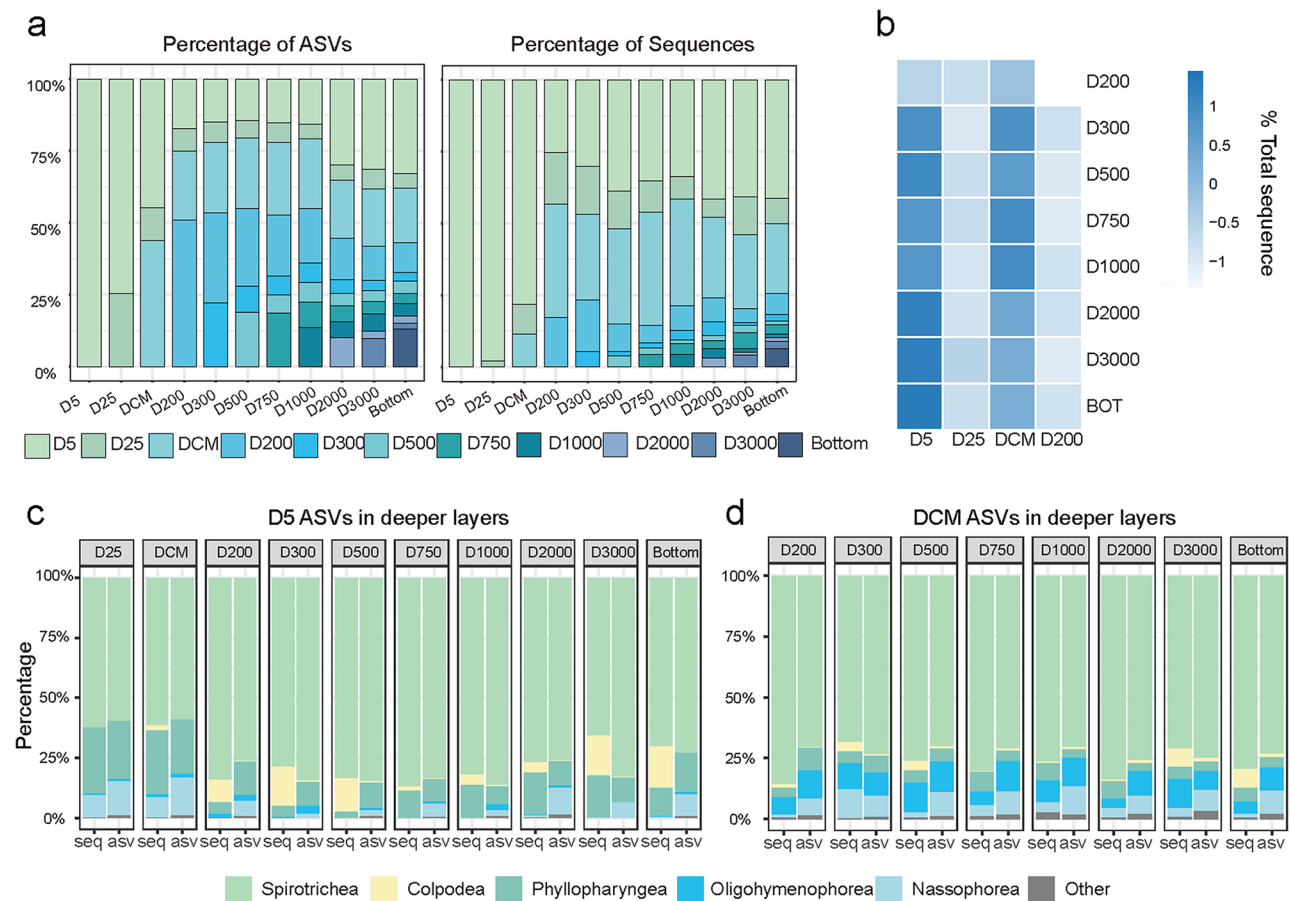 a
Percentage of ASVs
Percentage of Sequences
100%
75%
50%
25%
0%
D5 D25 DCM D200 D300 D500 D750 D1000 D2000 D3000 Bottom
D5 D25 DCM D200 D300 D500 D750 D1000 D2000 D3000 Bottom
D5 D25 DCM D200 D300 D500 D750 D1000 D2000 D3000 Bottom
b
D200
D300
D500
D750
D1000
D2000
D3000
BOT
D5 D25 DCM D200
1
0.5
0
−0.5
−1
% Total sequence
c
D5 ASVs in deeper layers
D25 DCM D200 D300 D500 D750 D1000 D2000 D3000 Bottom
Percentage
100%
75%
50%
25%
0%
seq asv seq asv seq asv seq asv seq asv seq asv seq asv seq asv seq asv seq asv
d
DCM ASVs in deeper layers
D200 D300 D500 D750 D1000 D2000 D3000 Bottom
100%
75%
50%
25%
0%
seq asv seq asv seq asv seq asv seq asv seq asv seq asv seq asv
Spirotrichea Colpodea Phyllopharyngea Oligohymenophorea Nassophorea Other